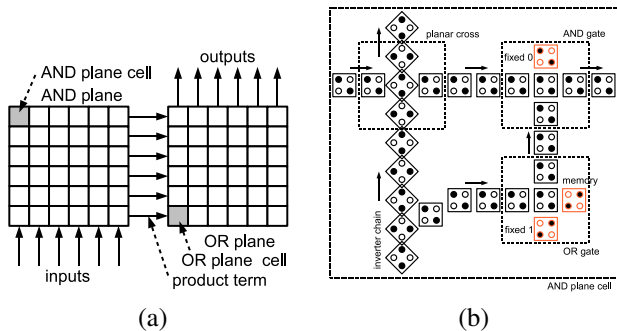 outputs
AND plane cell
AND plane
OR plane
OR plane cell
inputs
product term
(a)
planar cross
AND gate
fixed 0
memory
inverter chain
fixed 1
OR gate
AND plane cell
(b)